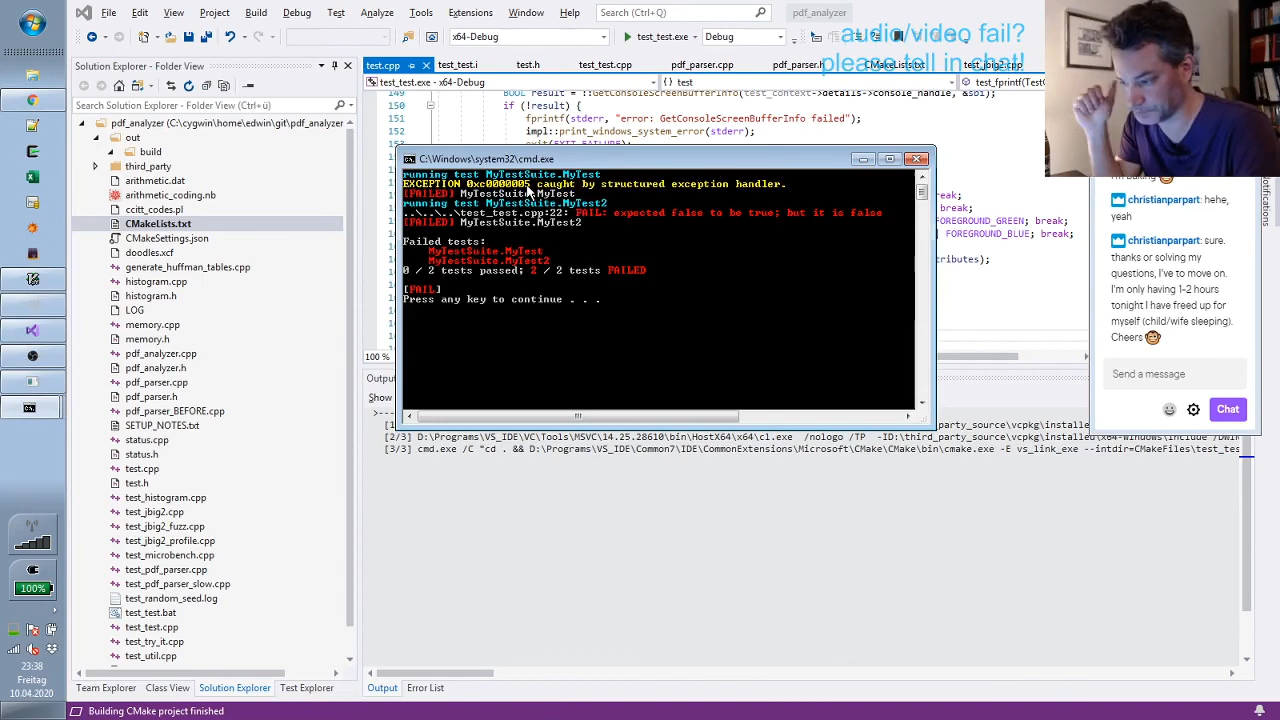 File Edit View Project Build Debug Test Analyze Tools Extensions Window Help Search (Ctrl+Q) pdf_analyzer
x64-Debug test_test.exe Debug
audio/video fail?
please tell in chat!
Solution Explorer - Folder View
Search Solution Explorer - Folder View (Ctrl+ü)
pdf_analyzer (C:\cygwin\home\edwin\git\pdf_analyzer
out
build
third_party
arithmetic.dat
arithmetic_coding.nb
ccitt_codes.pl
CMakeLists.txt
CMakeSettings.json
doodles.xcf
generate_huffman_tables.cpp
histogram.cpp
histogram.h
LOG
memory.cpp
memory.h
pdf_analyzer.cpp
pdf_analyzer.h
pdf_parser.cpp
pdf_parser.h
pdf_parser_BEFORE.cpp
SETUP_NOTES.txt
status.cpp
status.h
test.cpp
test.h
test_histogram.cpp
test_jbig2.cpp
test_jbig2_fuzz.cpp
test_jbig2_profile.cpp
test_microbench.cpp
test_pdf_parser.cpp
test_pdf_parser_slow.cpp
test_random_seed.log
test_test.bat
test_test.cpp
test_try_it.cpp
test_util.cpp
Team Explorer Class View Solution Explorer Test Explorer
test.cpp test_test.i test.h test_test.cpp pdf_parser.cpp pdf_parser.h CMakeLists.txt test_jbig2.cpp
test_test.exe - x64-Debug test test_fprintf(Test
149 BOOL result = ::GetConsoleScreenBufferInfo(test_context->details->console_handle, &sbi);
150 if (!result) {
151 fprintf(stderr, "error: GetConsoleScreenBufferInfo failed");
152 impl::print_windows_system_error(stderr);
153 exit(EXIT_FAILURE);
break;
FOREGROUND_GREEN; break;
FOREGROUND_BLUE; break;
ributes);
100 %
C:\Windows\system32\cmd.exe
running test MyTestSuite.MyTest
EXCEPTION 0xc0000005 caught by structured exception handler.
[FAILED] MyTestSuite.MyTest
running test MyTestSuite.MyTest2
..\..\..\test_test.cpp:22: FAIL: expected false to be true; but it is false
[FAILED] MyTestSuite.MyTest2
Failed tests:
MyTestSuite.MyTest
MyTestSuite.MyTest2
0 / 2 tests passed; 2 / 2 tests FAILED
[FAIL]
Press any key to continue . . .
Output
Show
[2/3] D:\Programs\VS_IDE\VC\Tools\MSVC\14.25.28610\bin\HostX64\x64\cl.exe /nologo /TP -ID:\third_party_source\vcpkg\installed\x64-windows\include /DWIN
[3/3] cmd.exe /C "cd . && D:\Programs\VS_IDE\Common7\IDE\CommonExtensions\Microsoft\CMake\CMake\bin\cmake.exe -E vs_link_exe --intdir=CMakeFiles\test_tes
Output Error List
christianparpart: hehe,
yeah
christianparpart: sure.
thanks or solving my
questions, I've to move on.
I'm only having 1-2 hours
tonight I have freed up for
myself (child/wife sleeping).
Cheers
Send a message
Chat
100%
23:38
Freitag
10.04.2020
Building CMake project finished